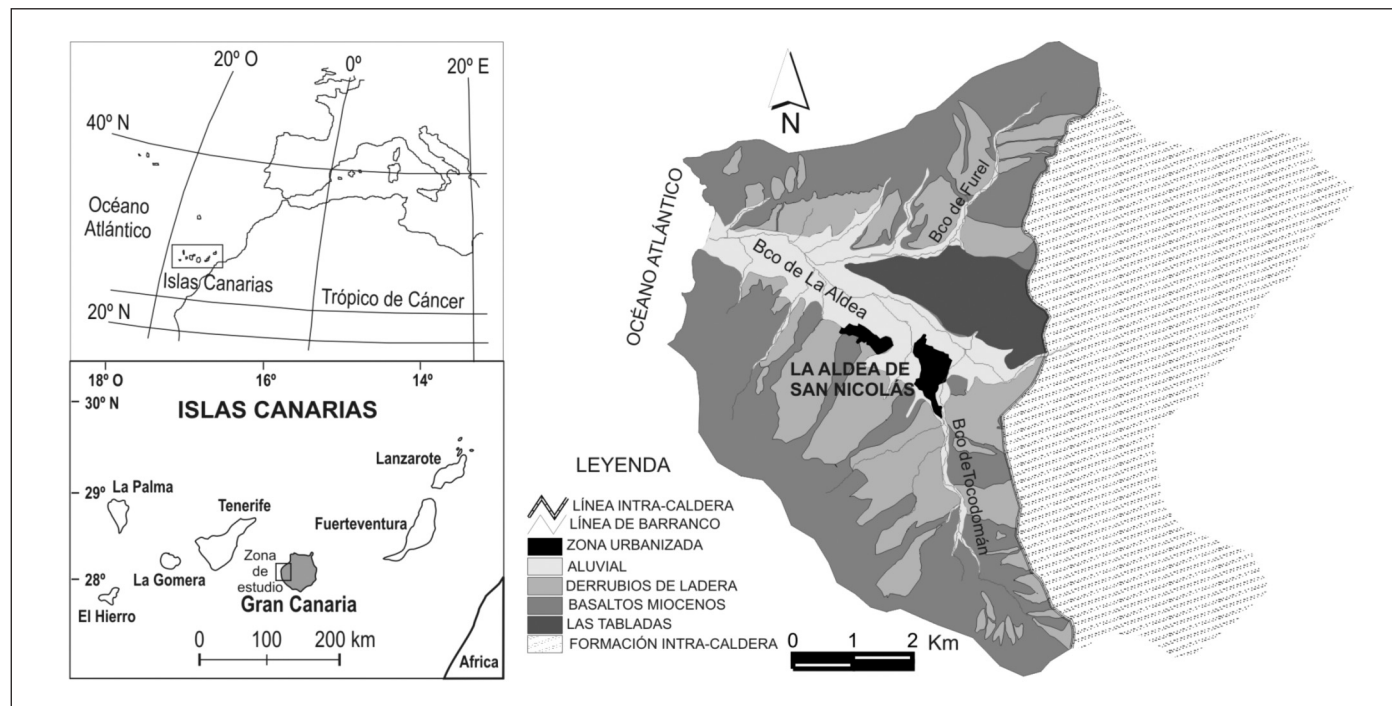 20º O
0º
20º E
40º N
Océano
Atlántico
Islas Canarias
Trópico de Cáncer
20º N
18º O
16º
14º
30º N
ISLAS CANARIAS
Lanzarote
La Palma
29º
Tenerife
Fuerteventura
Zona
de
estudio
La Gomera
28º
Gran Canaria
El Hierro
0 100 200 km
Africa
N
OCÉANO ATLÁNTICO
Bco de Furel
Bco de La Aldea
LA ALDEA DE
SAN NICOLÁS
Bco de Tocodomán
LEYENDA
LÍNEA INTRA-CALDERA
LÍNEA DE BARRANCO
ZONA URBANIZADA
ALUVIAL
DERRUBIOS DE LADERA
BASALTOS MIOCENOS
LAS TABLADAS
FORMACIÓN INTRA-CALDERA
0 1 2 Km